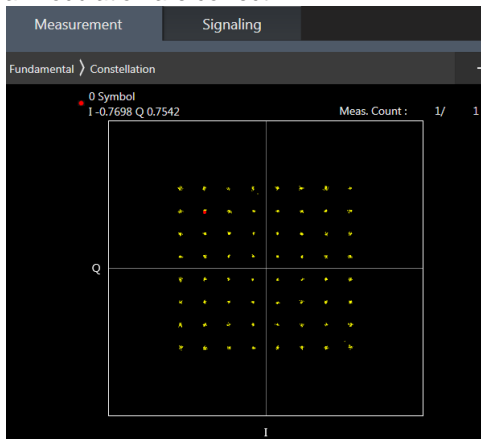 Measurement Signaling
Fundamental 〉 Constellation
0 Symbol
I -0.7698 Q 0.7542 Meas. Count : 1/ 1
Q
I